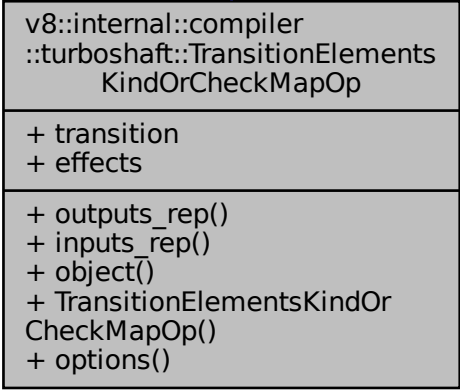 v8::internal::compiler
::turboshaft::TransitionElements
KindOrCheckMapOp
+ transition
+ effects
+ outputs_rep()
+ inputs_rep()
+ object()
+ TransitionElementsKindOr
CheckMapOp()
+ options()